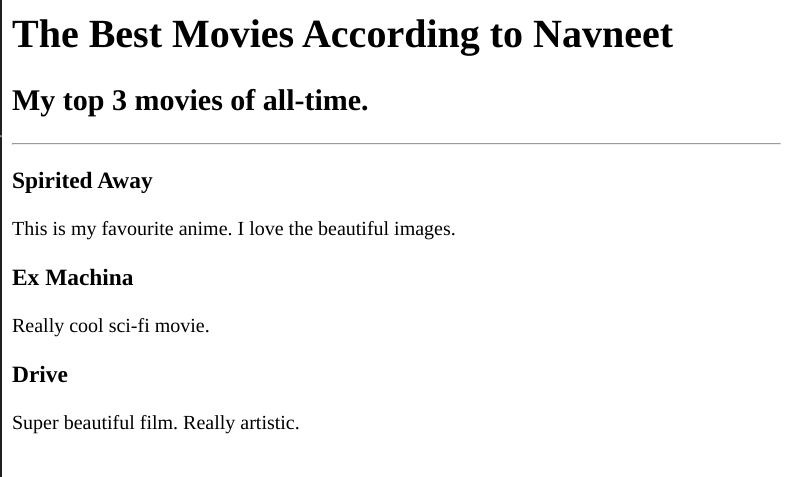 The Best Movies According to Navneet
My top 3 movies of all-time.
Spirited Away
This is my favourite anime. I love the beautiful images.
Ex Machina
Really cool sci-fi movie.
Drive
Super beautiful film. Really artistic.